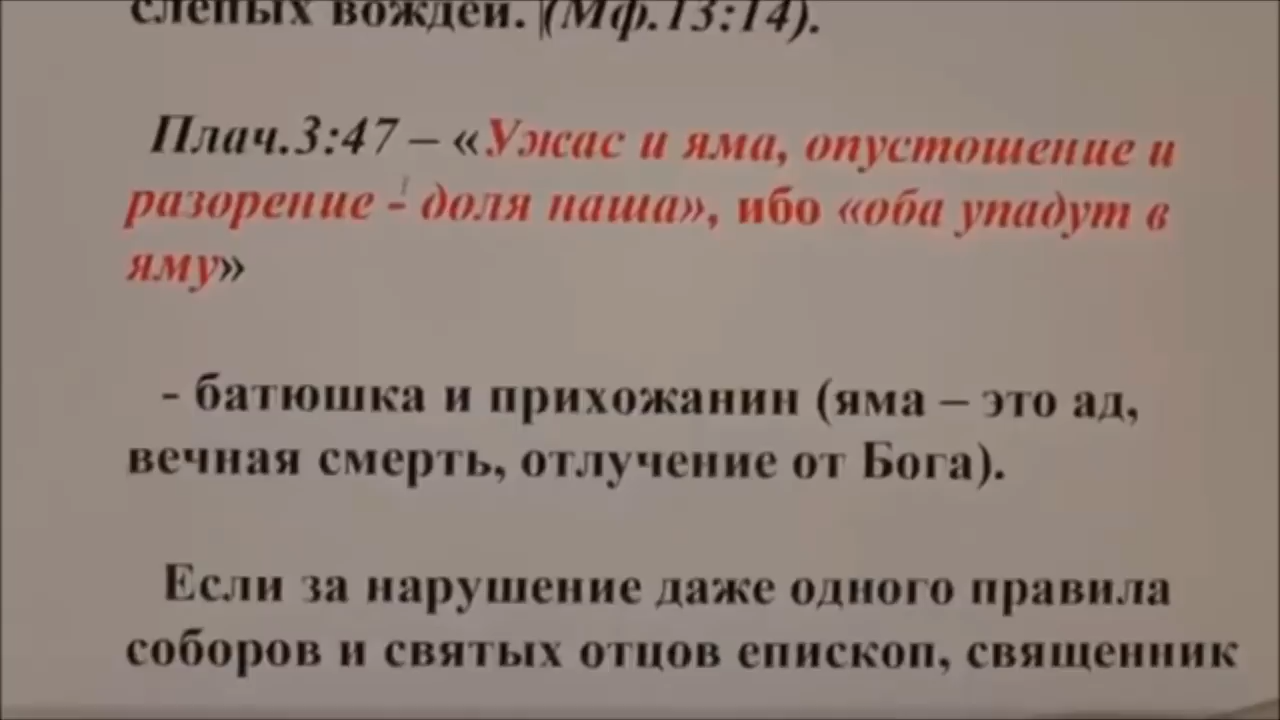 слепых вождей. (Мф.13:14).
Плач.3:47 – «Ужас и яма, опустошение и
разорение - доля наша», ибо «оба упадут в
яму»
- батюшка и прихожанин (яма – это ад,
вечная смерть, отлучение от Бога).
Если за нарушение даже одного правила
соборов и святых отцов епископ, священник